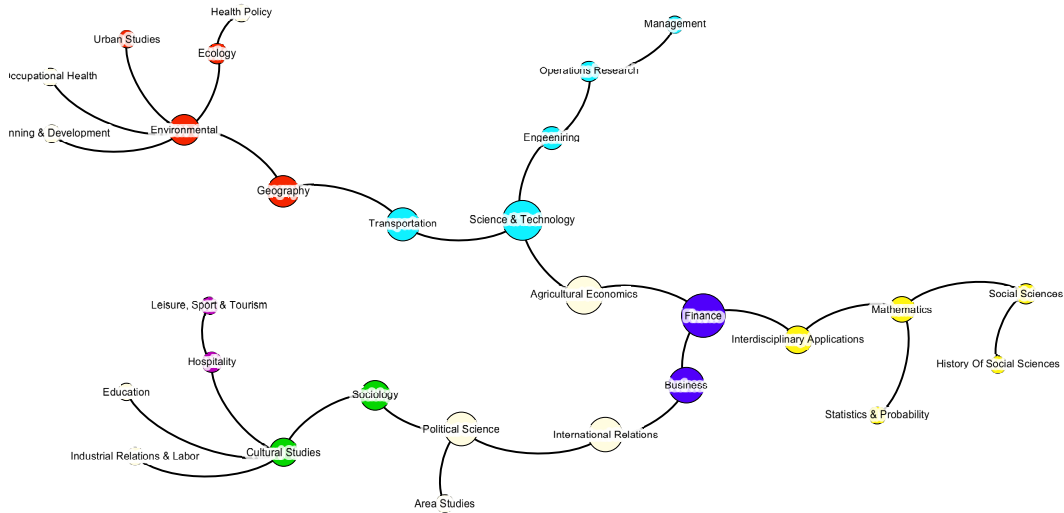 Health Policy
Management
Urban Studies
Ecology
Operations Research
ccupational Health
Environmental
nning & Development
Engeeniring
Geography
Transportation
Science & Technology
Agricultural Economics
Social Sciences
Leisure, Sport & Tourism
Mathematics
Finance
Interdisciplinary Applications
Hospitality
History Of Social Sciences
Business
Education
Sociology
Statistics & Probability
Political Science
International Relations
Cultural Studies
Industrial Relations & Labor
Area Studies